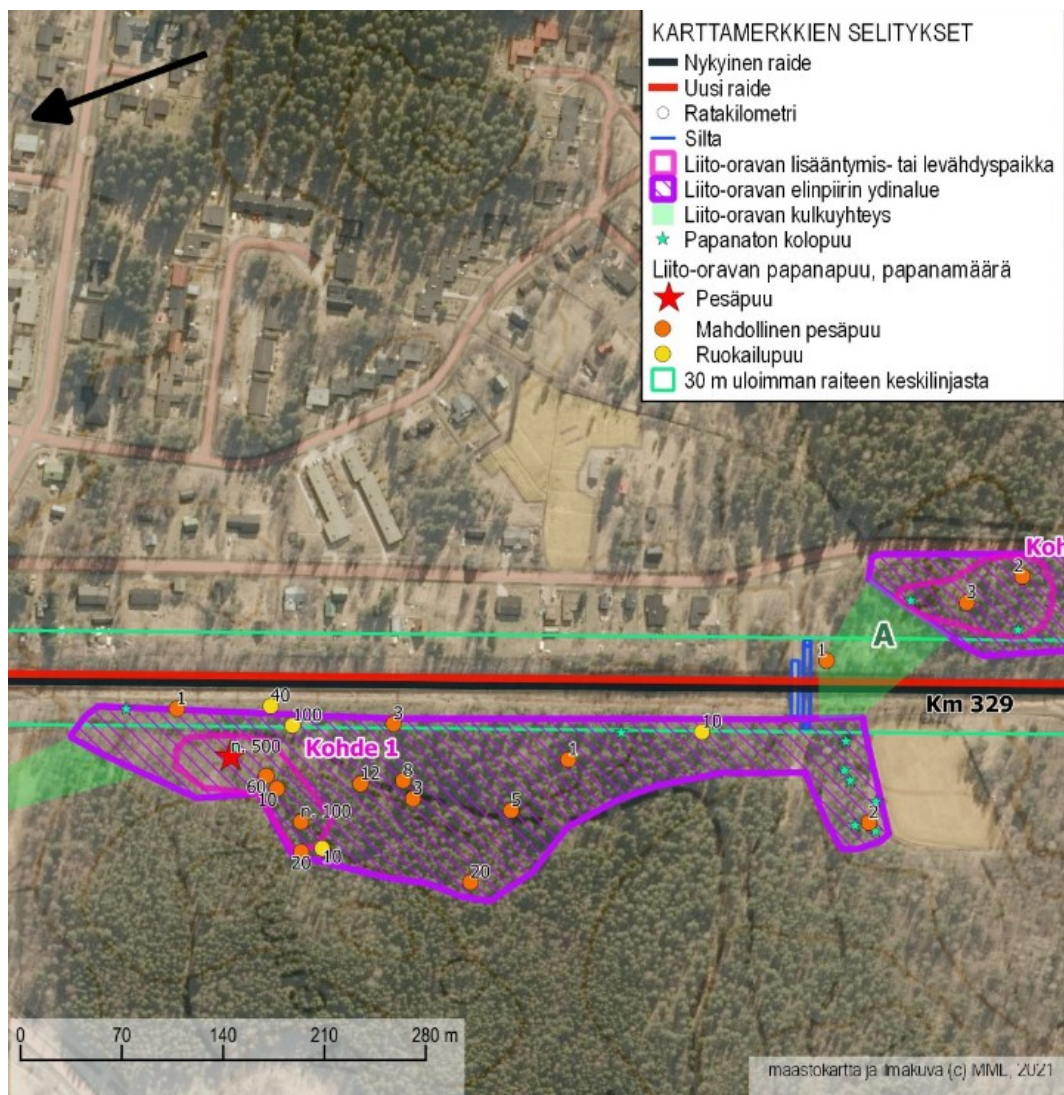 KARTTAMERKKIEN SELITYKSET
Nykyinen raide
Uusi raide
Ratakilometri
Silta
Liito-oravan lisääntymis- tai levähdyspaikka
Liito-oravan elinpiirin ydinalue
Liito-oravan kulkuyhteys
Papanaton kolopuu
Liito-oravan papanapuu, papanamäärä
Pesäpuu
Mahdollinen pesäpuu
Ruokailupuu
30 m uloimman raiteen keskilinjasta
Koh
2
3
A
1
Km 329
1
40
100
3
10
n. 500
Kohde 1
1
60
12
8
10
3
n. 100
5
2
20
10
20
0 70 140 210 280 m
maastokartta ja ilmakuva (c) MML, 2021